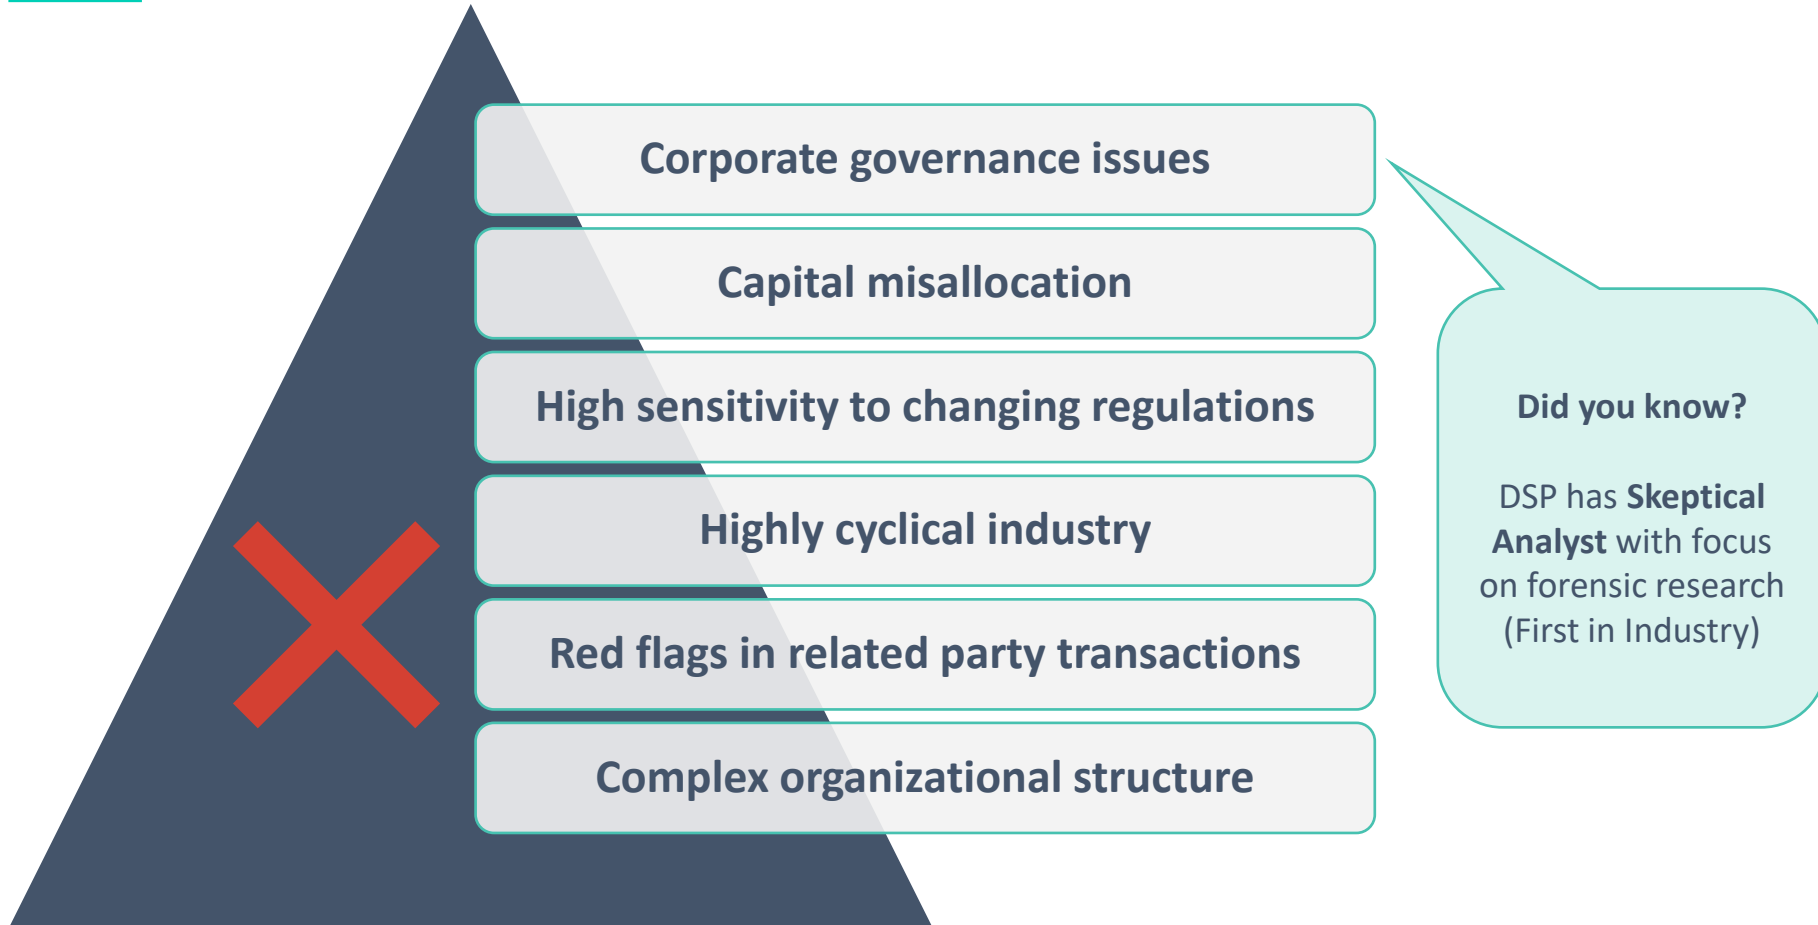 Corporate governance issues
Capital misallocation
High sensitivity to changing regulations
Highly cyclical industry
Red flags in related party transactions
Complex organizational structure
Did you know?
DSP has Skeptical
Analyst with focus
on forensic research
(First in Industry)